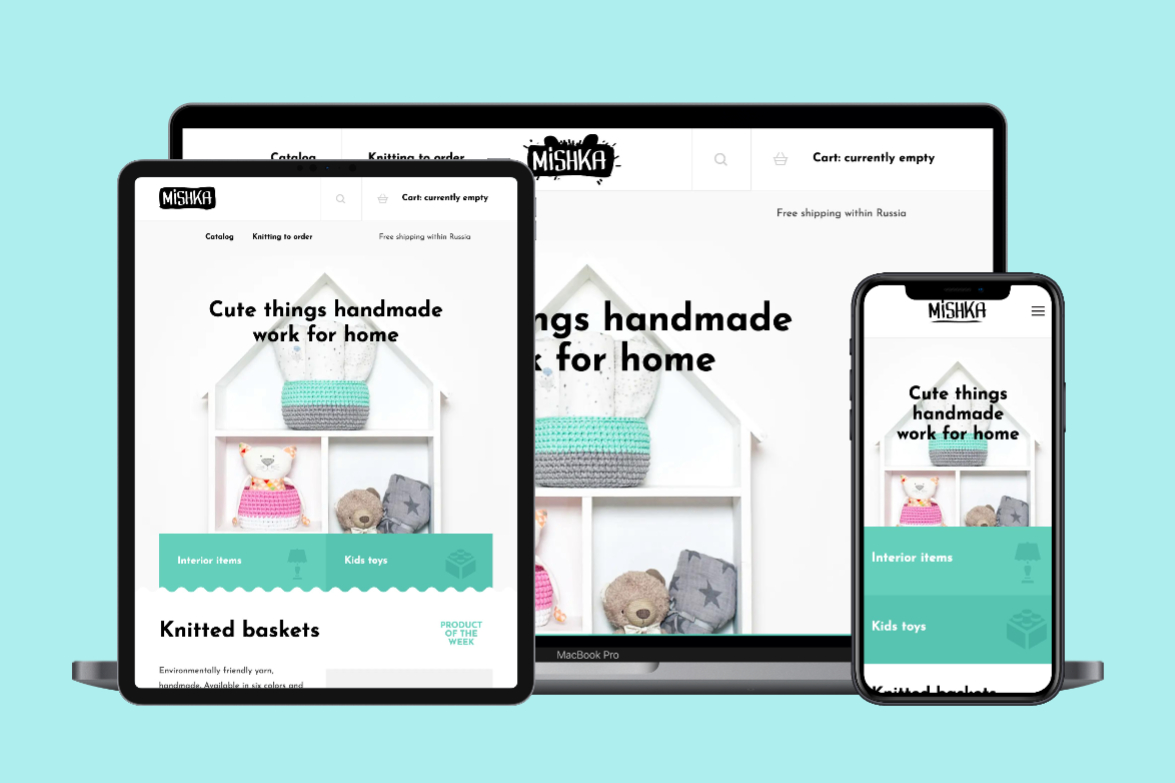 Catalog
Knitting to order
MiSHKA
Cart: currently empty
Free shipping within Russia
ngs handmade
k for home
MacBook Pro
MiSHKA
Cart: currently empty
Catalog
Knitting to order
Free shipping within Russia
Cute things handmade
work for home
Interior items
Kids toys
Knitted baskets
PRODUCT
OF THE
WEEK
Environmentally friendly yarn,
handmade. Available in six colors and
MiSHKA
Cute things
handmade
work for home
Interior items
Kids toys
Knitted baskets